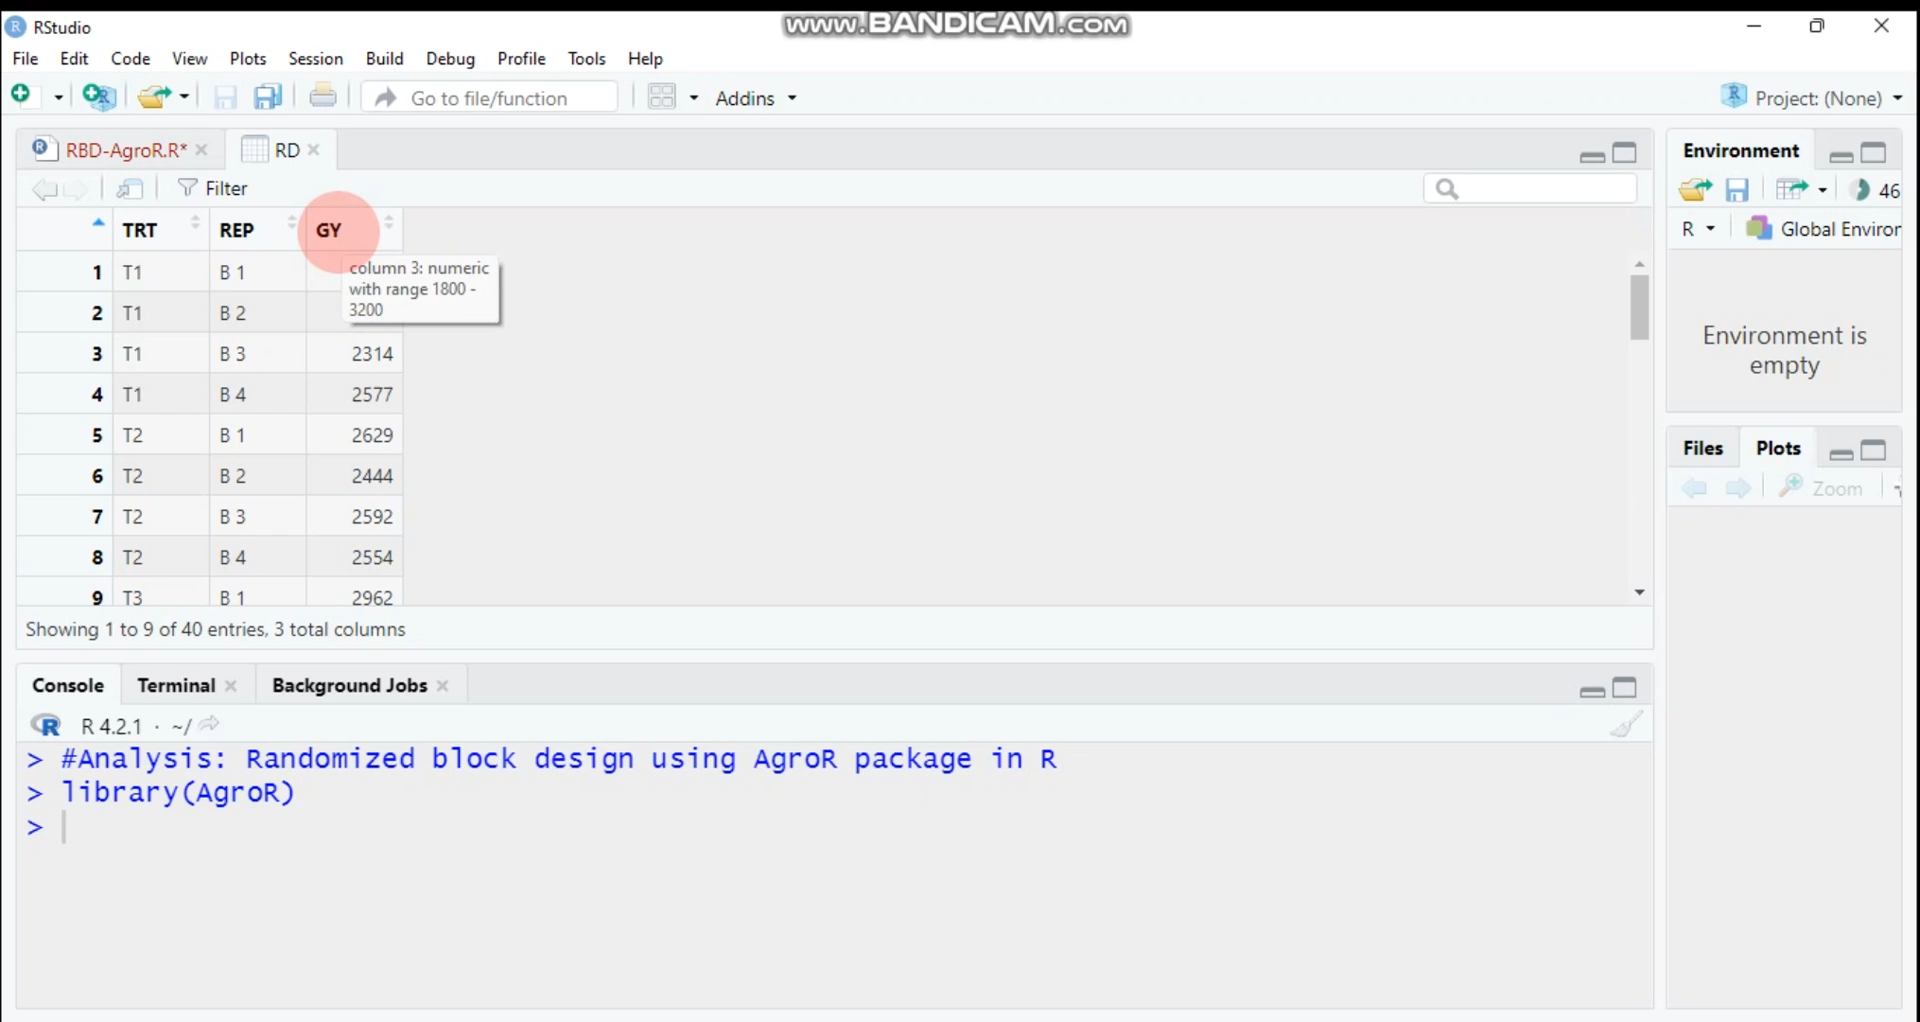 www.BANDICAM.com
RStudio
File Edit Code View Plots Session Build Debug Profile Tools Help
Go to file/function Addins Project: (None)
RBD-AgroR.R* RD
Filter
TRT REP GY
1 T1 B 1
2 T1 B 2
column 3: numeric
with range 1800 -
3200
3 T1 B 3 2314
4 T1 B 4 2577
5 T2 B 1 2629
6 T2 B 2 2444
7 T2 B 3 2592
8 T2 B 4 2554
9 T3 B 1 2962
Showing 1 to 9 of 40 entries, 3 total columns
Console Terminal Background Jobs
R 4.2.1 · ~/
> #Analysis: Randomized block design using AgroR package in R
> library(AgroR)
>
Environment
46
R Global Environ
Environment is
empty
Files Plots
Zoom